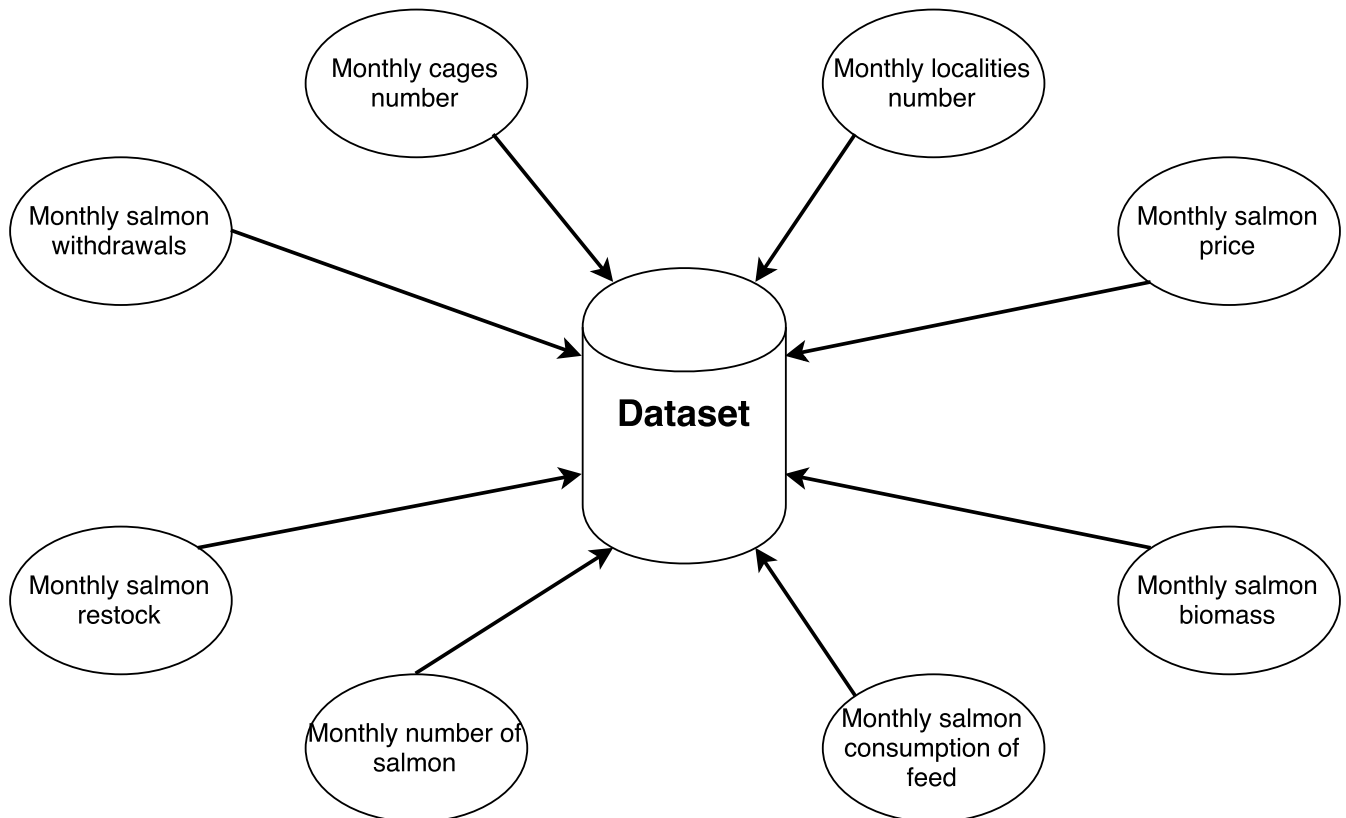 Monthly cages
number
Monthly localities
number
Monthly salmon
withdrawals
Monthly salmon
price
Dataset
Monthly salmon
restock
Monthly salmon
biomass
Monthly number of
salmon
Monthly salmon
consumption of
feed